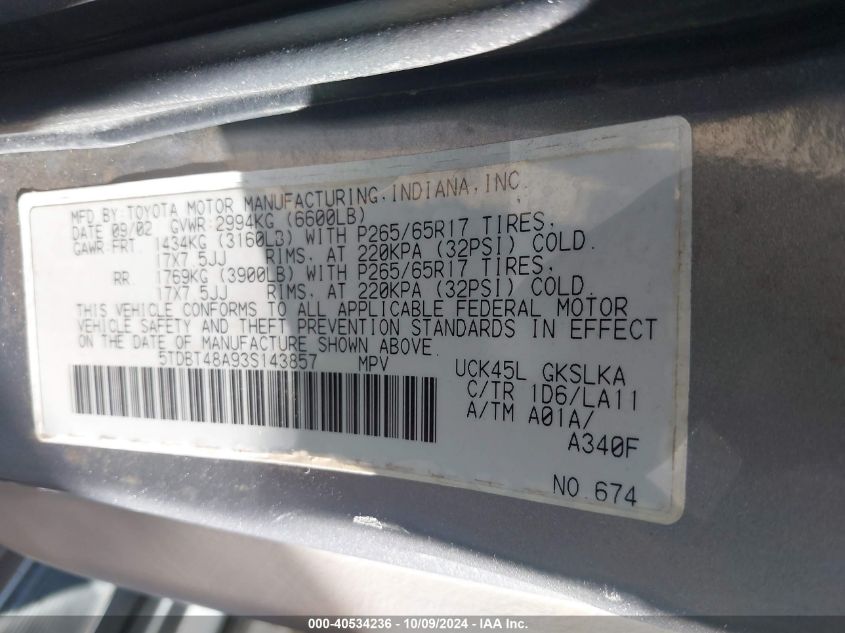 MFD BY: TOYOTA MOTOR MANUFACTURING, INDIANA, INC
DATE 09/02 GVWR: 2994KG (6600LB)
GAWR: FRT. 1434KG (3160LB) WITH P265/65R17 TIRES,
17X7.5JJ RIMS, AT 220KPA (32PSI) COLD.
RR 1769KG (3900LB) WITH P265/65R17 TIRES,
17X7.5JJ RIMS, AT 220KPA (32PSI) COLD.
THIS VEHICLE CONFORMS TO ALL APPLICABLE FEDERAL MOTOR
VEHICLE SAFETY AND THEFT PREVENTION STANDARDS IN EFFECT
ON THE DATE OF MANUFACTURE SHOWN ABOVE.
5TDBT48A93S143857 MPV
UCK45L GKSLKA
C/TR 1D6/LA11
A/TM A01A/
A340F
NO. 674
000-40534236 - 10/09/2024 - IAA Inc.